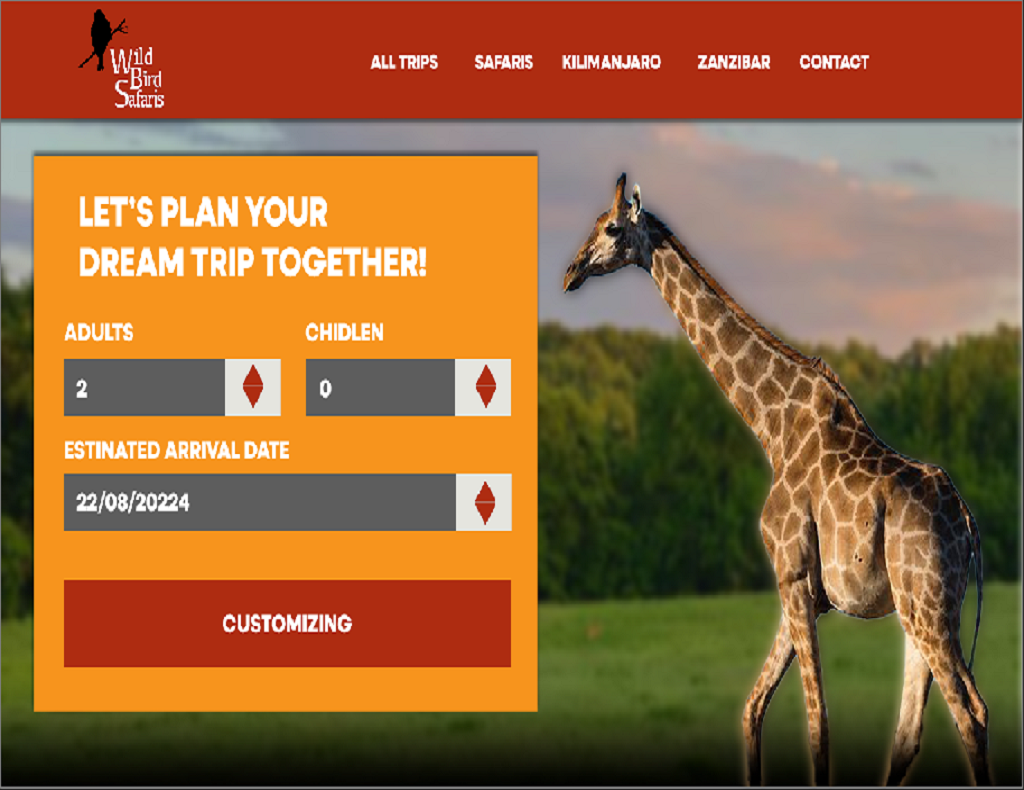 Wild
Bird
Safaris
ALL TRIPS SAFARIS KILIMANJARO ZANZIBAR CONTACT
LET'S PLAN YOUR
DREAM TRIP TOGETHER!
ADULTS CHIDLEN
2 0
ESTINATED ARRIVAL DATE
22/08/20224
CUSTOMIZING